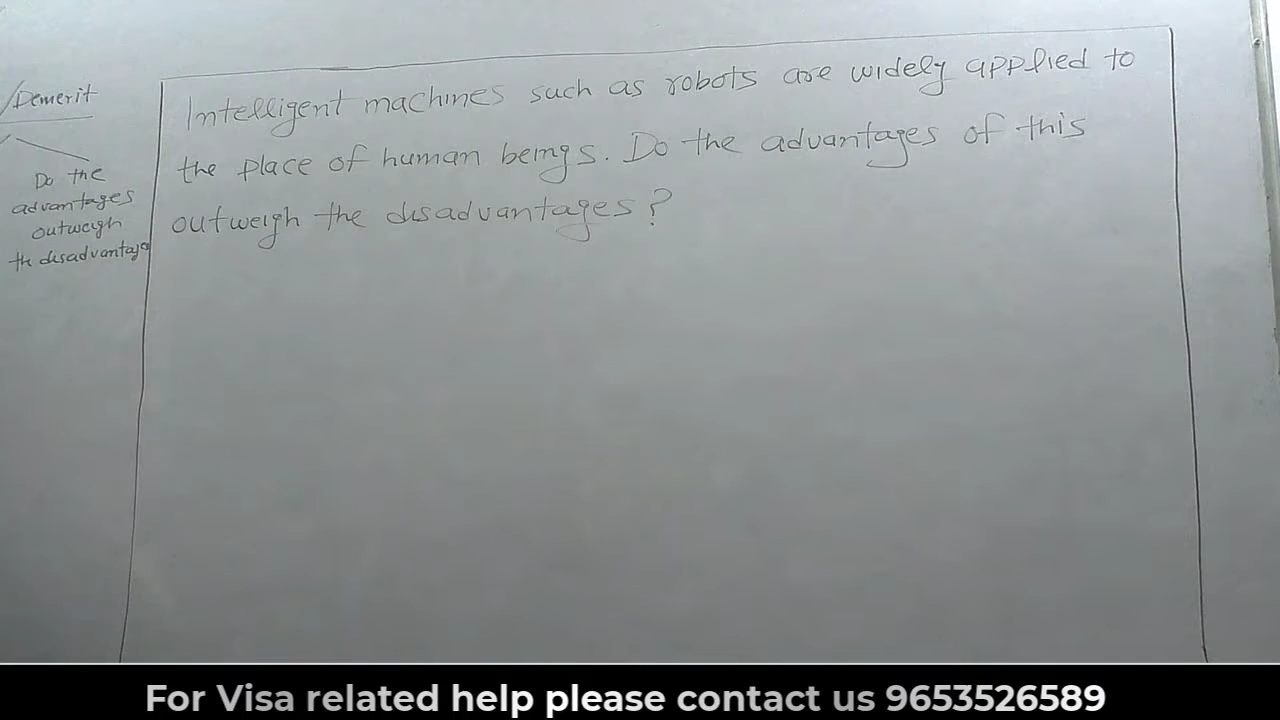 /Demerit
Do the
advantages
outweigh
the disadvantage
Intelligent machines such as robots are widely applied to
the place of human beings. Do the advantages of this
outweigh the disadvantages?
For Visa related help please contact us 9653526589